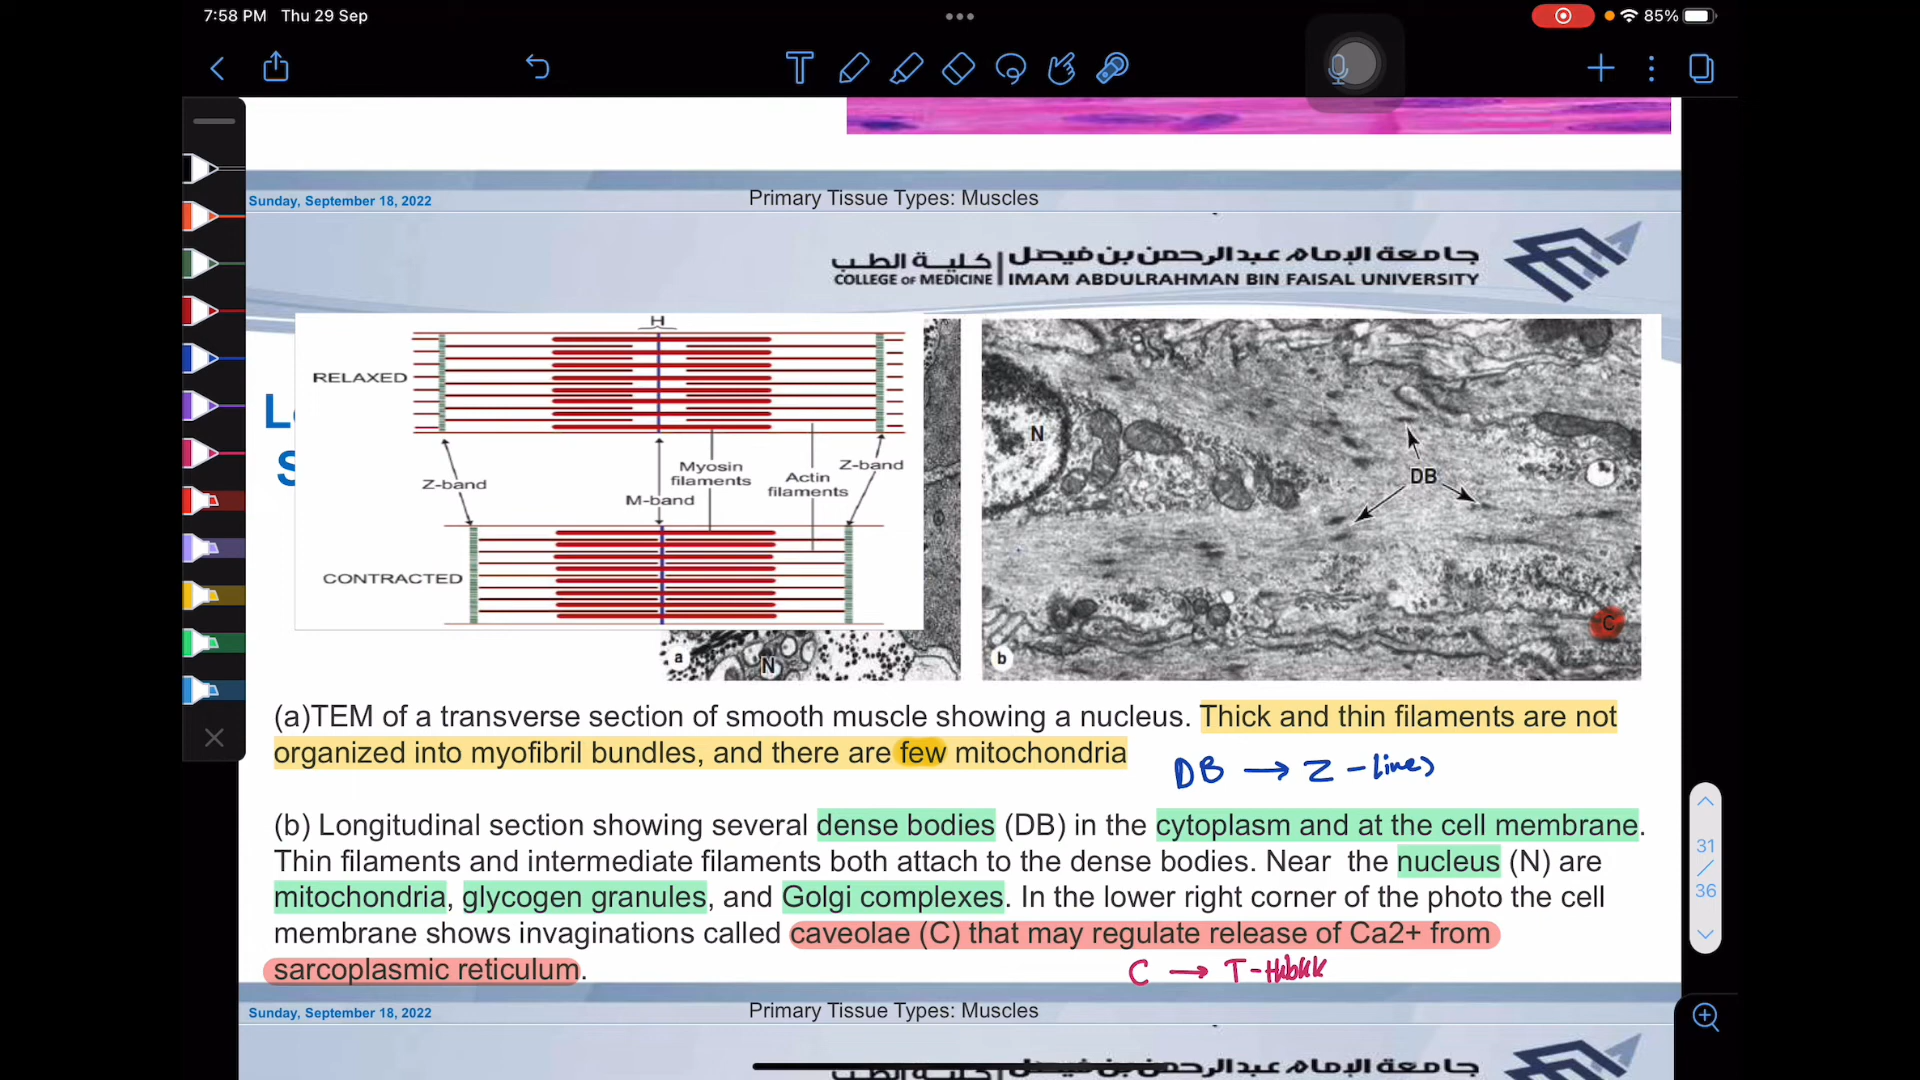 7:58 PM Thu 29 Sep
85%
Sunday, September 18, 2022
Primary Tissue Types: Muscles
كلية الطب | جامعة الإمام عبدالرحمن بن فيصل
COLLEGE OF MEDICINE | IMAM ABDULRAHMAN BIN FAISAL UNIVERSITY
H
RELAXED
Z-band
Myosin filaments
M-band
Actin filaments
Z-band
CONTRACTED
a
N
N
DB
C
b
(a)TEM of a transverse section of smooth muscle showing a nucleus. Thick and thin filaments are not
organized into myofibril bundles, and there are few mitochondria
DB → Z-lines
(b) Longitudinal section showing several dense bodies (DB) in the cytoplasm and at the cell membrane.
Thin filaments and intermediate filaments both attach to the dense bodies. Near the nucleus (N) are
mitochondria, glycogen granules, and Golgi complexes. In the lower right corner of the photo the cell
membrane shows invaginations called caveolae (C) that may regulate release of Ca2+ from
sarcoplasmic reticulum.
C →
31
/
36
Sunday, September 18, 2022
Primary Tissue Types: Muscles